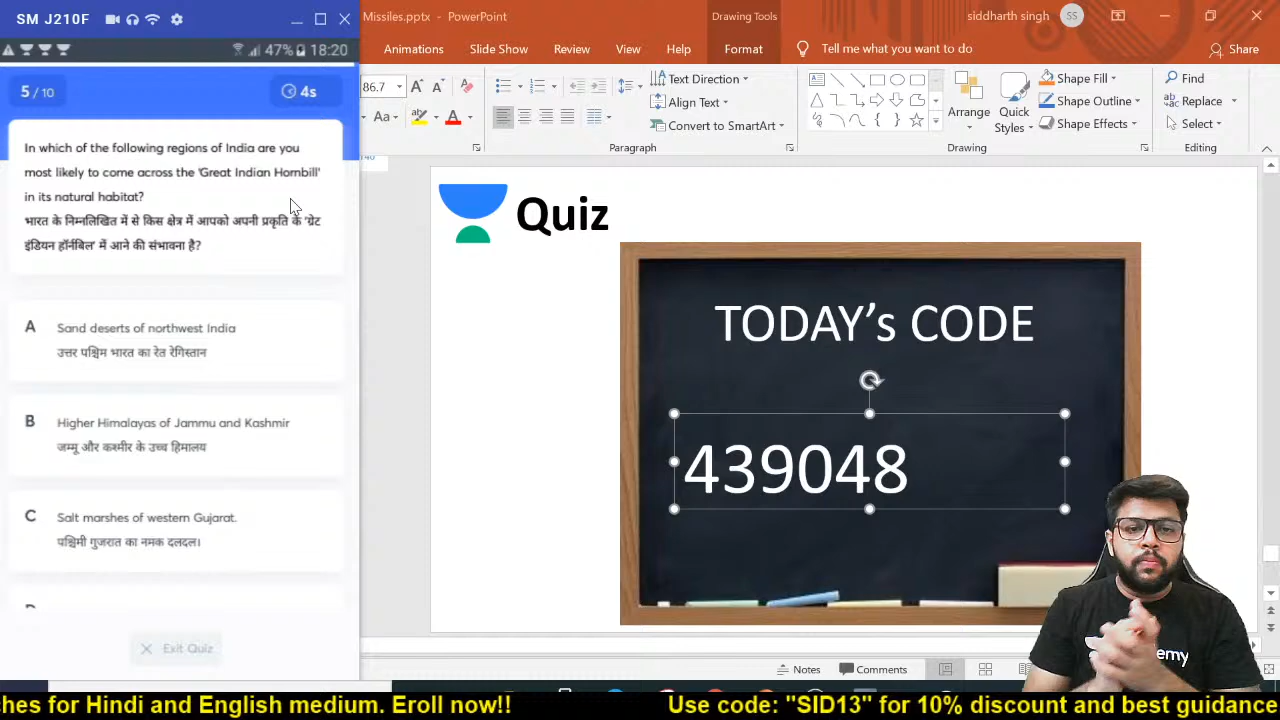 SM J210F
47% 18:20
5 / 10
4s
In which of the following regions of India are you
most likely to come across the 'Great Indian Hornbill'
in its natural habitat?
भारत के निम्नलिखित में से किस क्षेत्र में आपको अपनी प्रकृति के 'ग्रेट
इंडियन हॉर्नबिल' में आने की संभावना है?
A Sand deserts of northwest India
उत्तर पश्चिम भारत का रेत रेगिस्तान
B Higher Himalayas of Jammu and Kashmir
जम्मू और कश्मीर के उच्च हिमालय
C Salt marshes of western Gujarat.
पश्चिमी गुजरात का नमक दलदल।
Exit Quiz
Missiles.pptx - PowerPoint
Drawing Tools
siddharth singh SS
Animations Slide Show Review View Help Format Tell me what you want to do Share
86.7
Text Direction
Align Text
Convert to SmartArt
Paragraph
Arrange
Quick
Styles
Shape Fill
Shape Outline
Shape Effects
Drawing
Find
Replace
Select
Editing
Quiz
TODAY's CODE
439048
Notes Comments
hes for Hindi and English medium. Eroll now!! Use code: "SID13" for 10% discount and best guidance